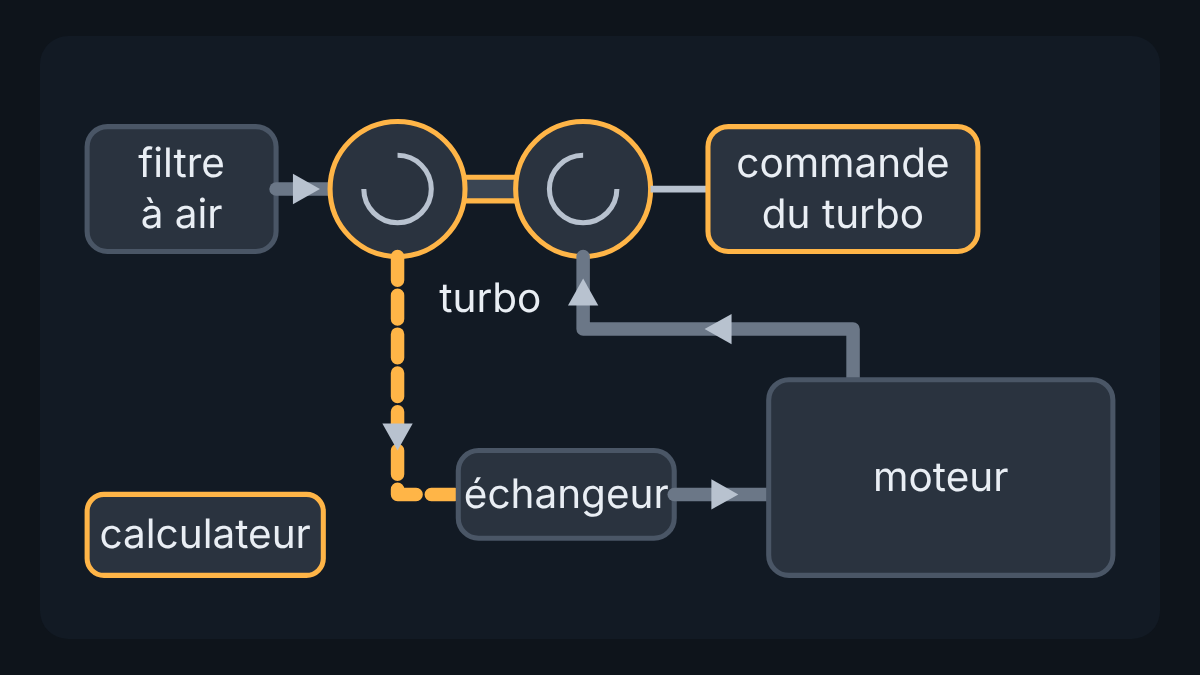 filtre
à air
commande
du turbo
turbo
moteur
échangeur
calculateur